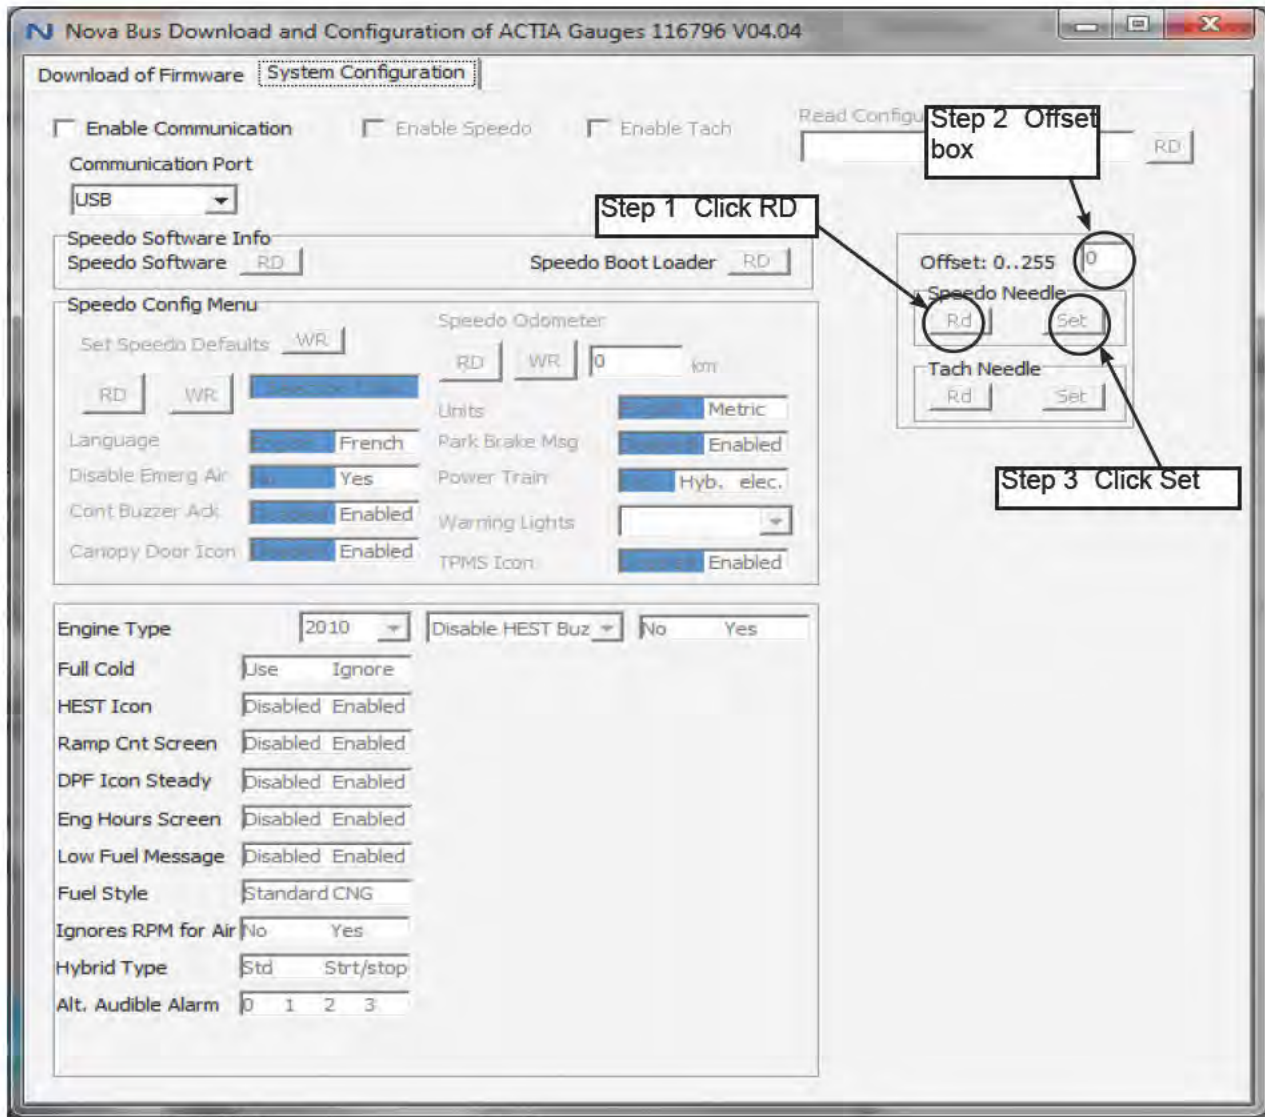 Nova Bus Download and Configuration of ACTIA Gauges 116796 V04.04
Download of Firmware System Configuration
Enable Communication Enable Speedo Enable Tach Read Configu
Step 2 Offset
box
RD
Communication Port
USB
Step 1 Click RD
Speedo Software Info
Speedo Software RD Speedo Boot Loader RD
Offset: 0..255 0
Speedo Needle
Rd Set
Tach Needle
Rd Set
Step 3 Click Set
Speedo Config Menu
Set Speedo Defaults WR
RD WR
Language French
Disable Emerg Air No Yes
Cont Buzzer Ack Enabled
Canopy Door Icon Enabled
Speedo Odometer
RD WR 0 km
Units Metric
Park Brake Msg Enabled
Power Train Hyb. elec.
Warning Lights
TPMS Icon Enabled
Engine Type 2010 Disable HEST Buz No Yes
Full Cold Use Ignore
HEST Icon Disabled Enabled
Ramp Cnt Screen Disabled Enabled
DPF Icon Steady Disabled Enabled
Eng Hours Screen Disabled Enabled
Low Fuel Message Disabled Enabled
Fuel Style Standard CNG
Ignores RPM for Air No Yes
Hybrid Type Std Strt/stop
Alt. Audible Alarm 0 1 2 3